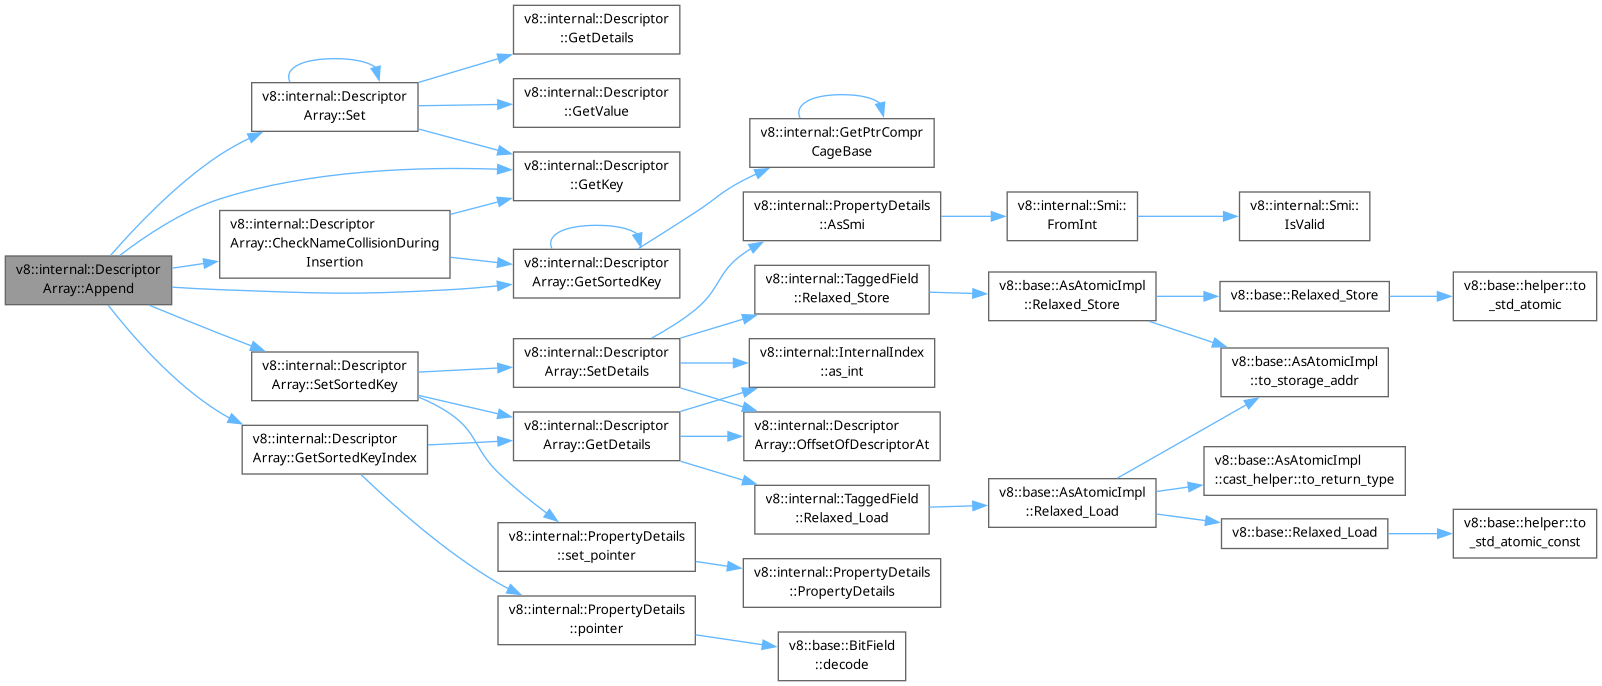 v8::internal::Descriptor
Array::Append
v8::internal::Descriptor
Array::Set
v8::internal::Descriptor
Array::CheckNameCollisionDuring
Insertion
v8::internal::Descriptor
Array::SetSortedKey
v8::internal::Descriptor
Array::GetSortedKeyIndex
v8::internal::Descriptor
::GetDetails
v8::internal::Descriptor
::GetValue
v8::internal::Descriptor
::GetKey
v8::internal::Descriptor
Array::GetSortedKey
v8::internal::Descriptor
Array::SetDetails
v8::internal::Descriptor
Array::GetDetails
v8::internal::PropertyDetails
::set_pointer
v8::internal::PropertyDetails
::pointer
v8::internal::GetPtrCompr
CageBase
v8::internal::PropertyDetails
::AsSmi
v8::internal::TaggedField
::Relaxed_Store
v8::internal::InternalIndex
::as_int
v8::internal::Descriptor
Array::OffsetOfDescriptorAt
v8::internal::TaggedField
::Relaxed_Load
v8::internal::PropertyDetails
::PropertyDetails
v8::base::BitField
::decode
v8::internal::Smi::
FromInt
v8::base::AsAtomicImpl
::Relaxed_Store
v8::base::AsAtomicImpl
::Relaxed_Load
v8::internal::Smi::
IsValid
v8::base::Relaxed_Store
v8::base::AsAtomicImpl
::to_storage_addr
v8::base::AsAtomicImpl
::cast_helper::to_return_type
v8::base::Relaxed_Load
v8::base::helper::to
_std_atomic
v8::base::helper::to
_std_atomic_const